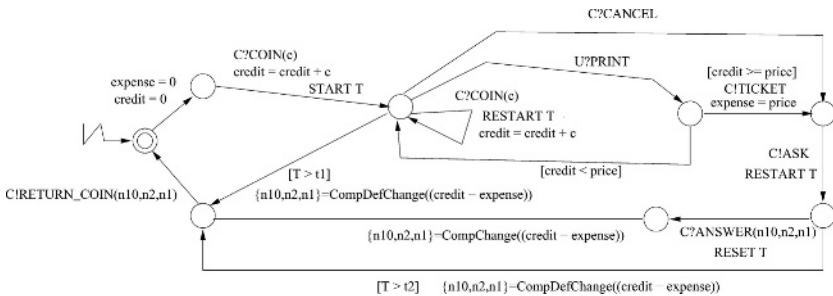 C?CANCEL
C?COIN(c)
credit = credit + c
START T
expense = 0
credit = 0
U?PRINT
[credit >= price]
C!TICKET
expense = price
C?COIN(c)
RESTART T
credit = credit + c
[credit < price]
C!ASK
RESTART T
[T > t1]
{n10,n2,n1}=CompDefChange((credit − expense))
C!RETURN_COIN(n10,n2,n1)
{n10,n2,n1}=CompChange((credit − expense))
C?ANSWER(n10,n2,n1)
RESET T
[T > t2] {n10,n2,n1}=CompDefChange((credit − expense))